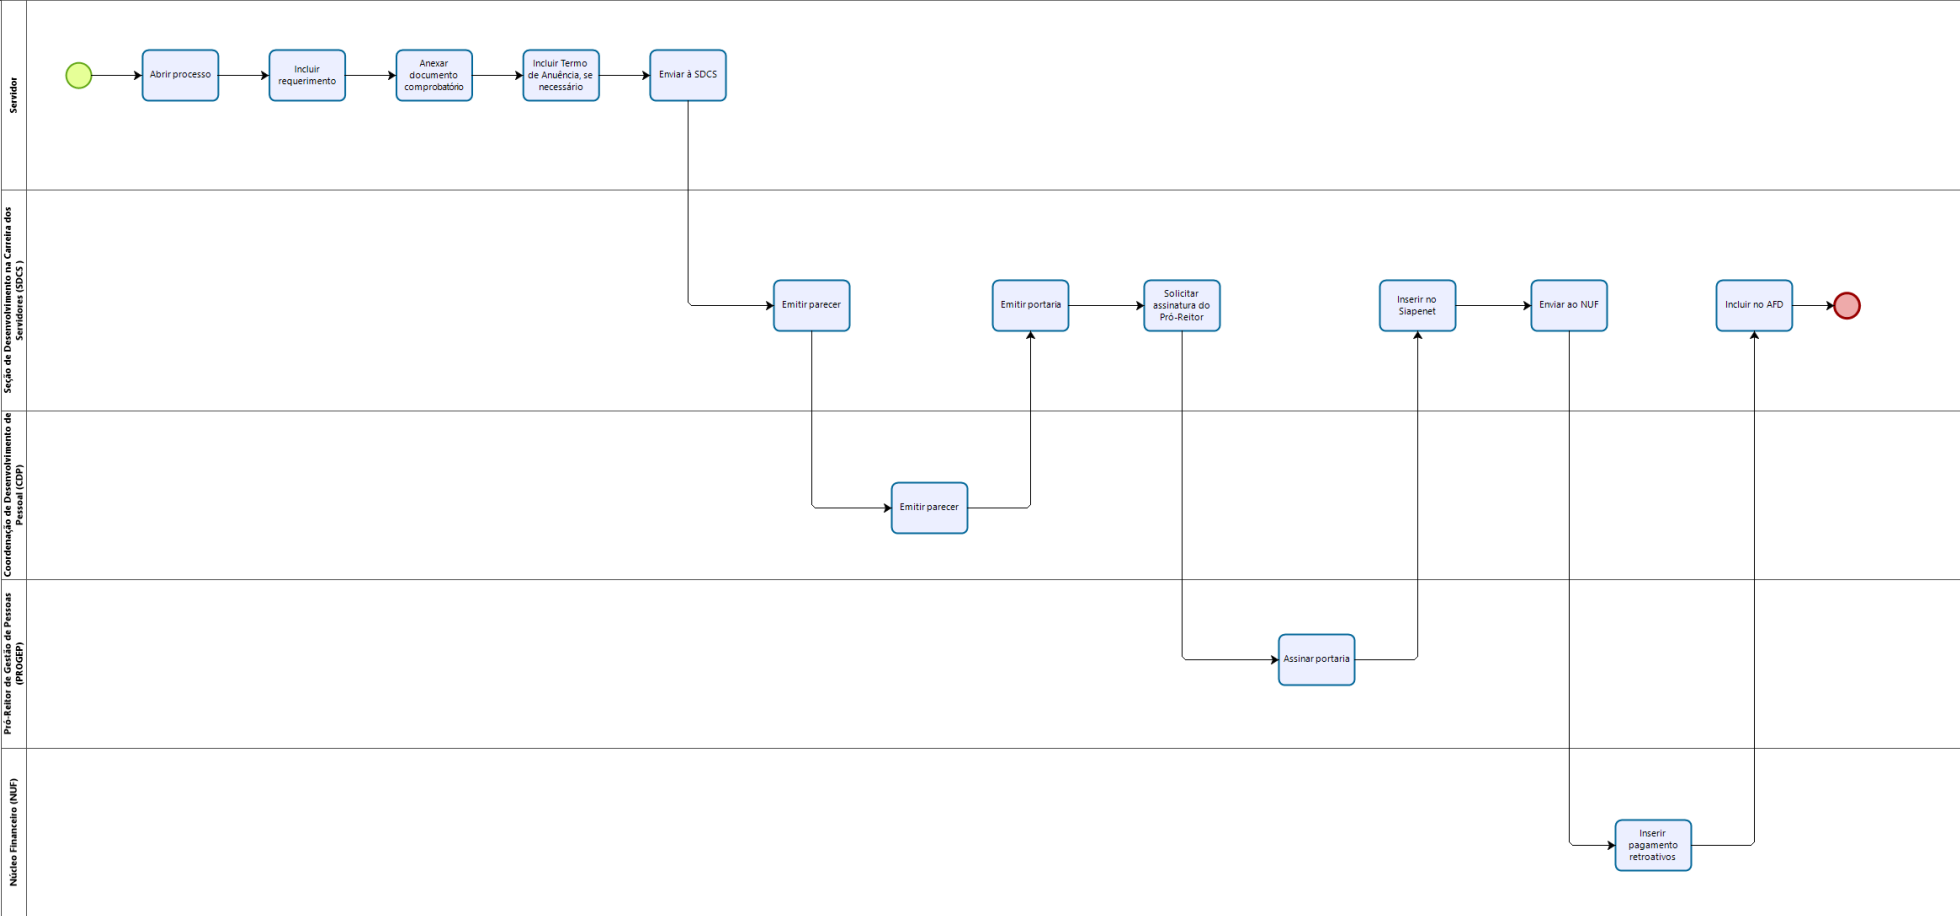 Servidor
Abrir processo
Incluir
requerimento
Anexar
documento
comprobatório
Incluir Termo
de Anuência, se
necessário
Enviar à SDCS
Seção de Desenvolvimento na Carreira dos
Servidores (SDCS )
Emitir parecer
Emitir portaria
Solicitar
assinatura do
Pró-Reitor
Inserir no
Siapenet
Enviar ao NUF
Incluir no AFD
Coordenação de Desenvolvimento de
Pessoal (CDP)
Emitir parecer
Pró-Reitor de Gestão de Pessoas
(PROGEP)
Assinar portaria
Núcleo Financeiro (NUF)
Inserir
pagamento
retroativos